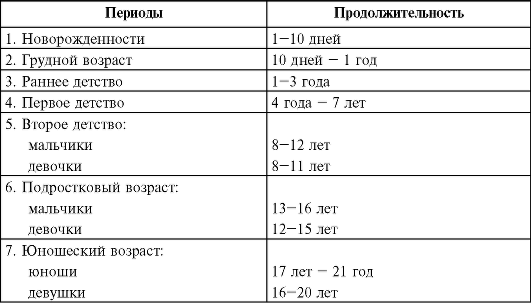 Периоды Продолжительность
1. Новорожденности 1−10 дней
2. Грудной возраст 10 дней − 1 год
3. Раннее детство 1−3 года
4. Первое детство 4 года − 7 лет
5. Второе детство:
мальчики 8−12 лет
девочки 8−11 лет
6. Подростковый возраст:
мальчики 13−16 лет
девочки 12−15 лет
7. Юношеский возраст:
юноши 17 лет − 21 год
девушки 16−20 лет